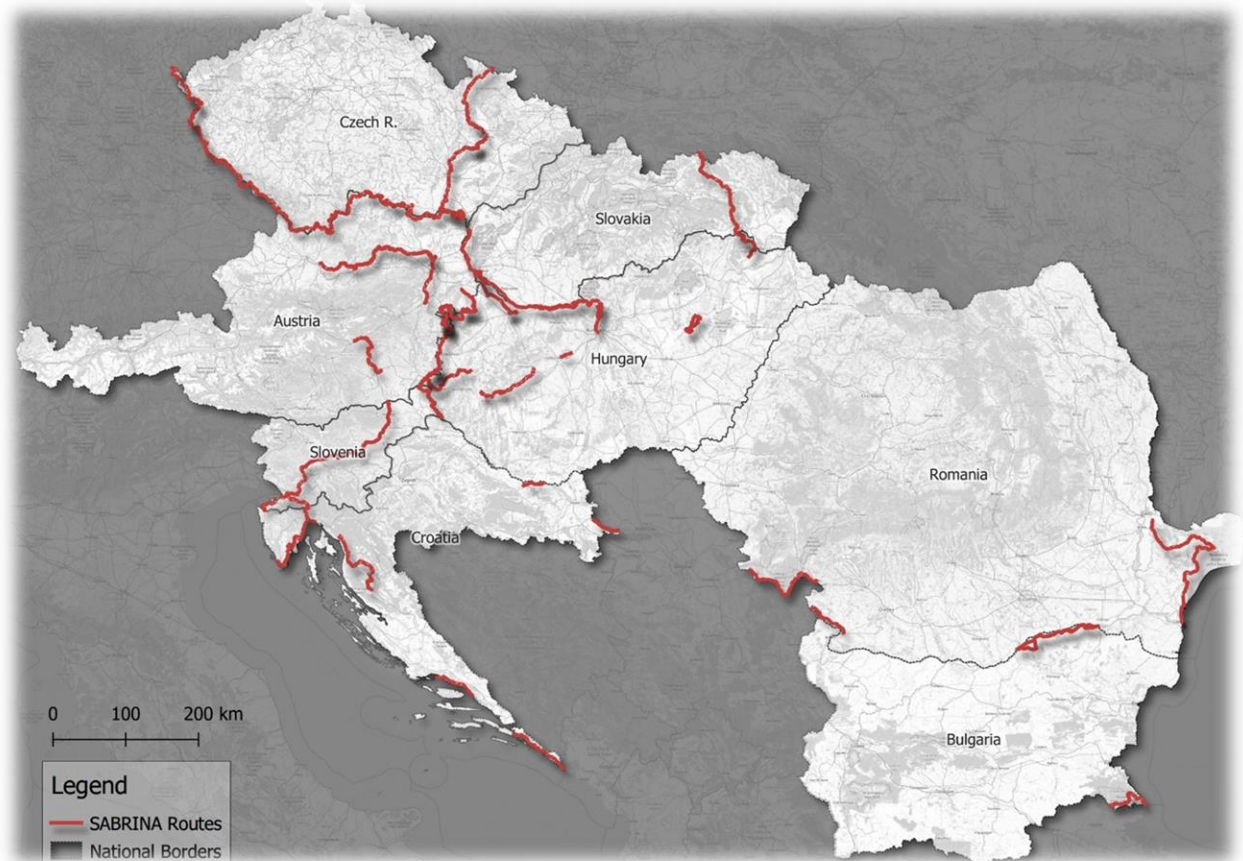 Czech R.
Slovakia
Austria
Hungary
Slovenia
Romania
Croatia
Bulgaria
0 100 200 km
Legend
SABRINA Routes
National Borders